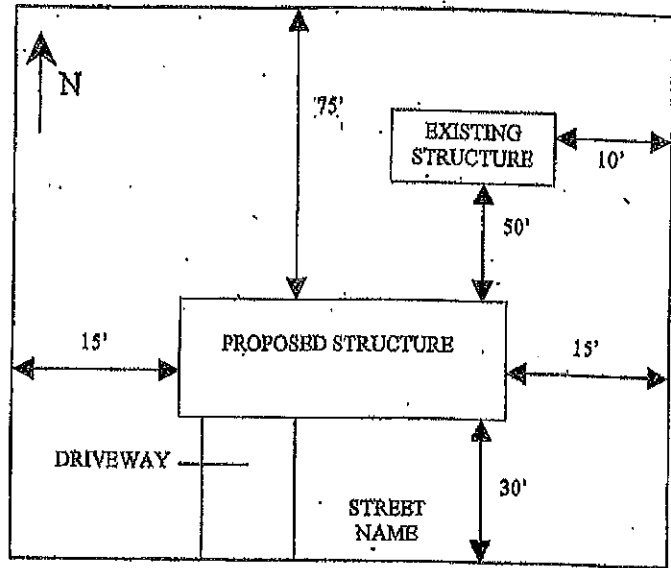 N
75'
EXISTING
STRUCTURE
10'
50'
15'
PROPOSED STRUCTURE
15'
DRIVEWAY
30'
STREET
NAME